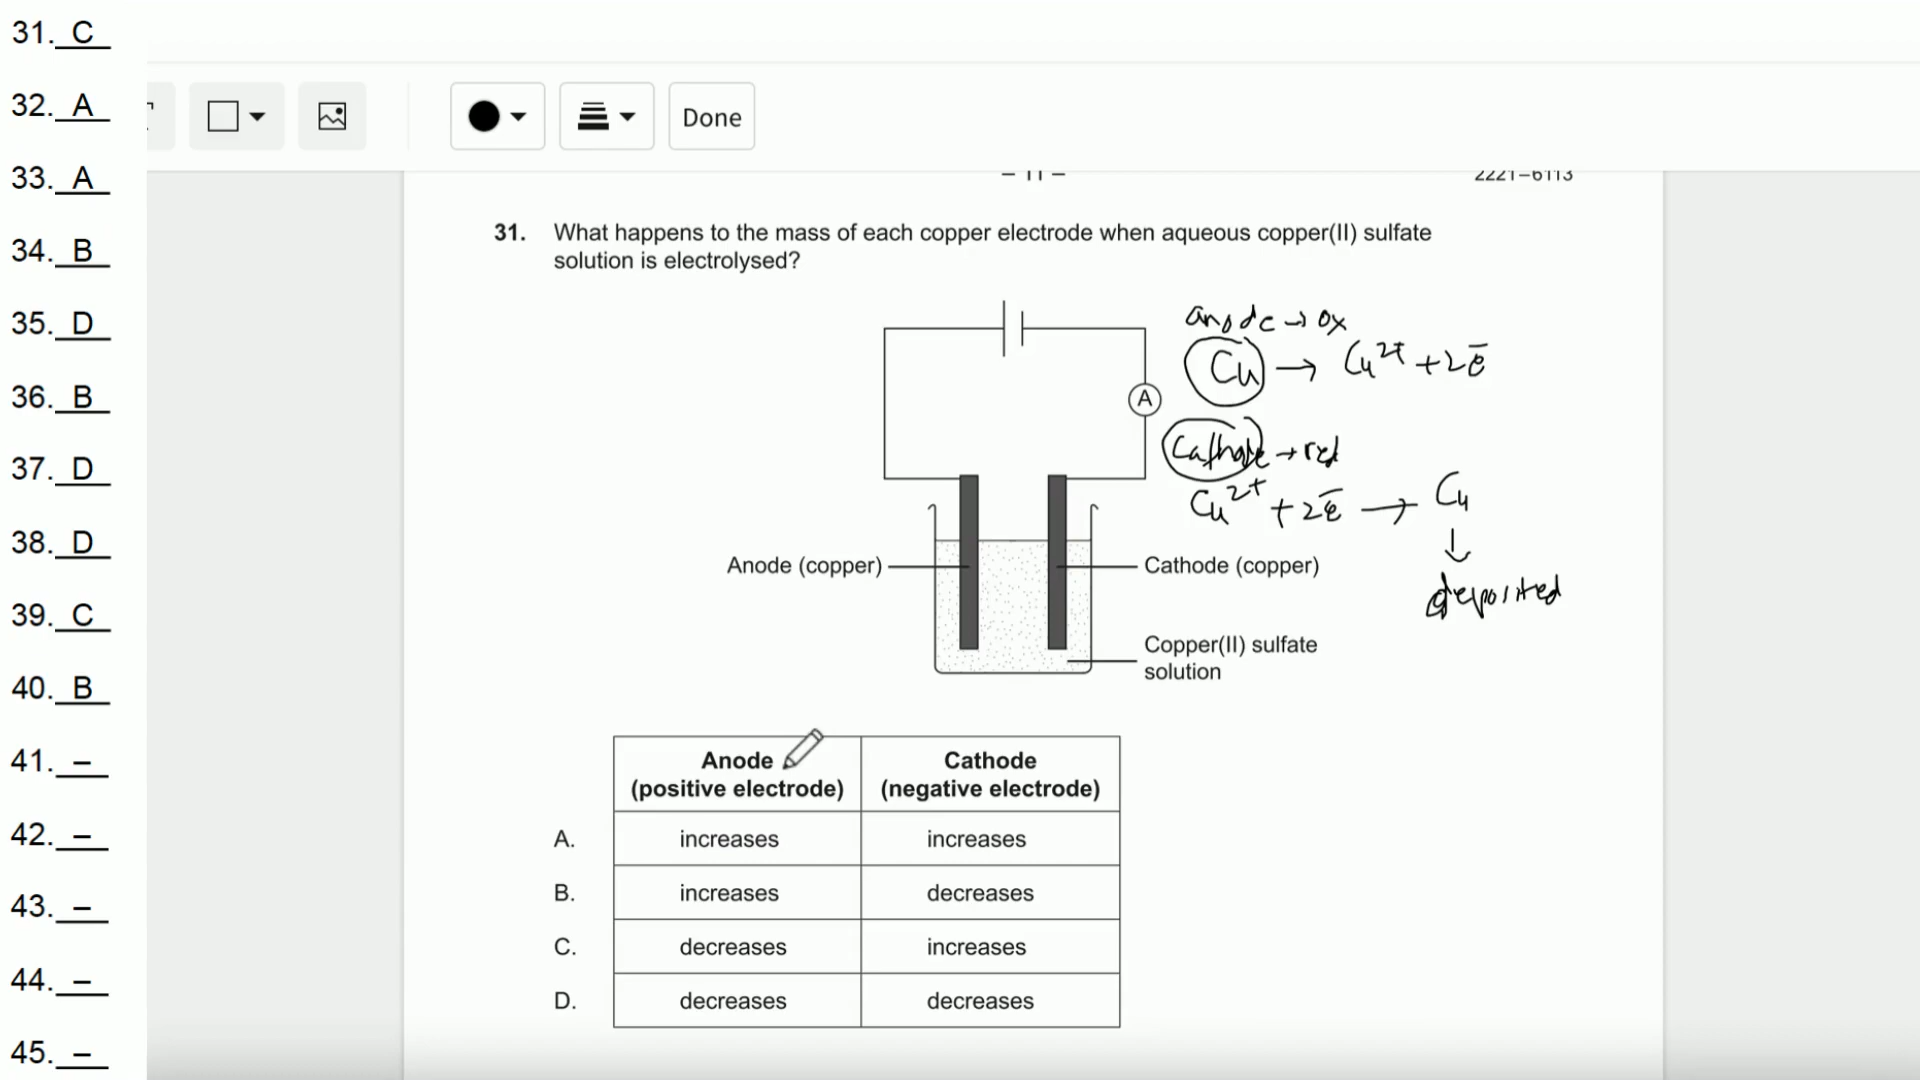 31. C
32. A
33. A
34. B
35. D
36. B
37. D
38. D
39. C
40. B
41. –
42. –
43. –
44. –
45. –
Done
– 11 –
2221–6113
31. What happens to the mass of each copper electrode when aqueous copper(II) sulfate
solution is electrolysed?
anode → ox
Cu → Cu²⁺ + 2e̅
A
Cathode → red
Cu²⁺ + 2e̅ → Cu
↓
deposited
Anode (copper)
Cathode (copper)
Copper(II) sulfate
solution
Anode Cathode
(positive electrode) (negative electrode)
A. increases increases
B. increases decreases
C. decreases increases
D. decreases decreases